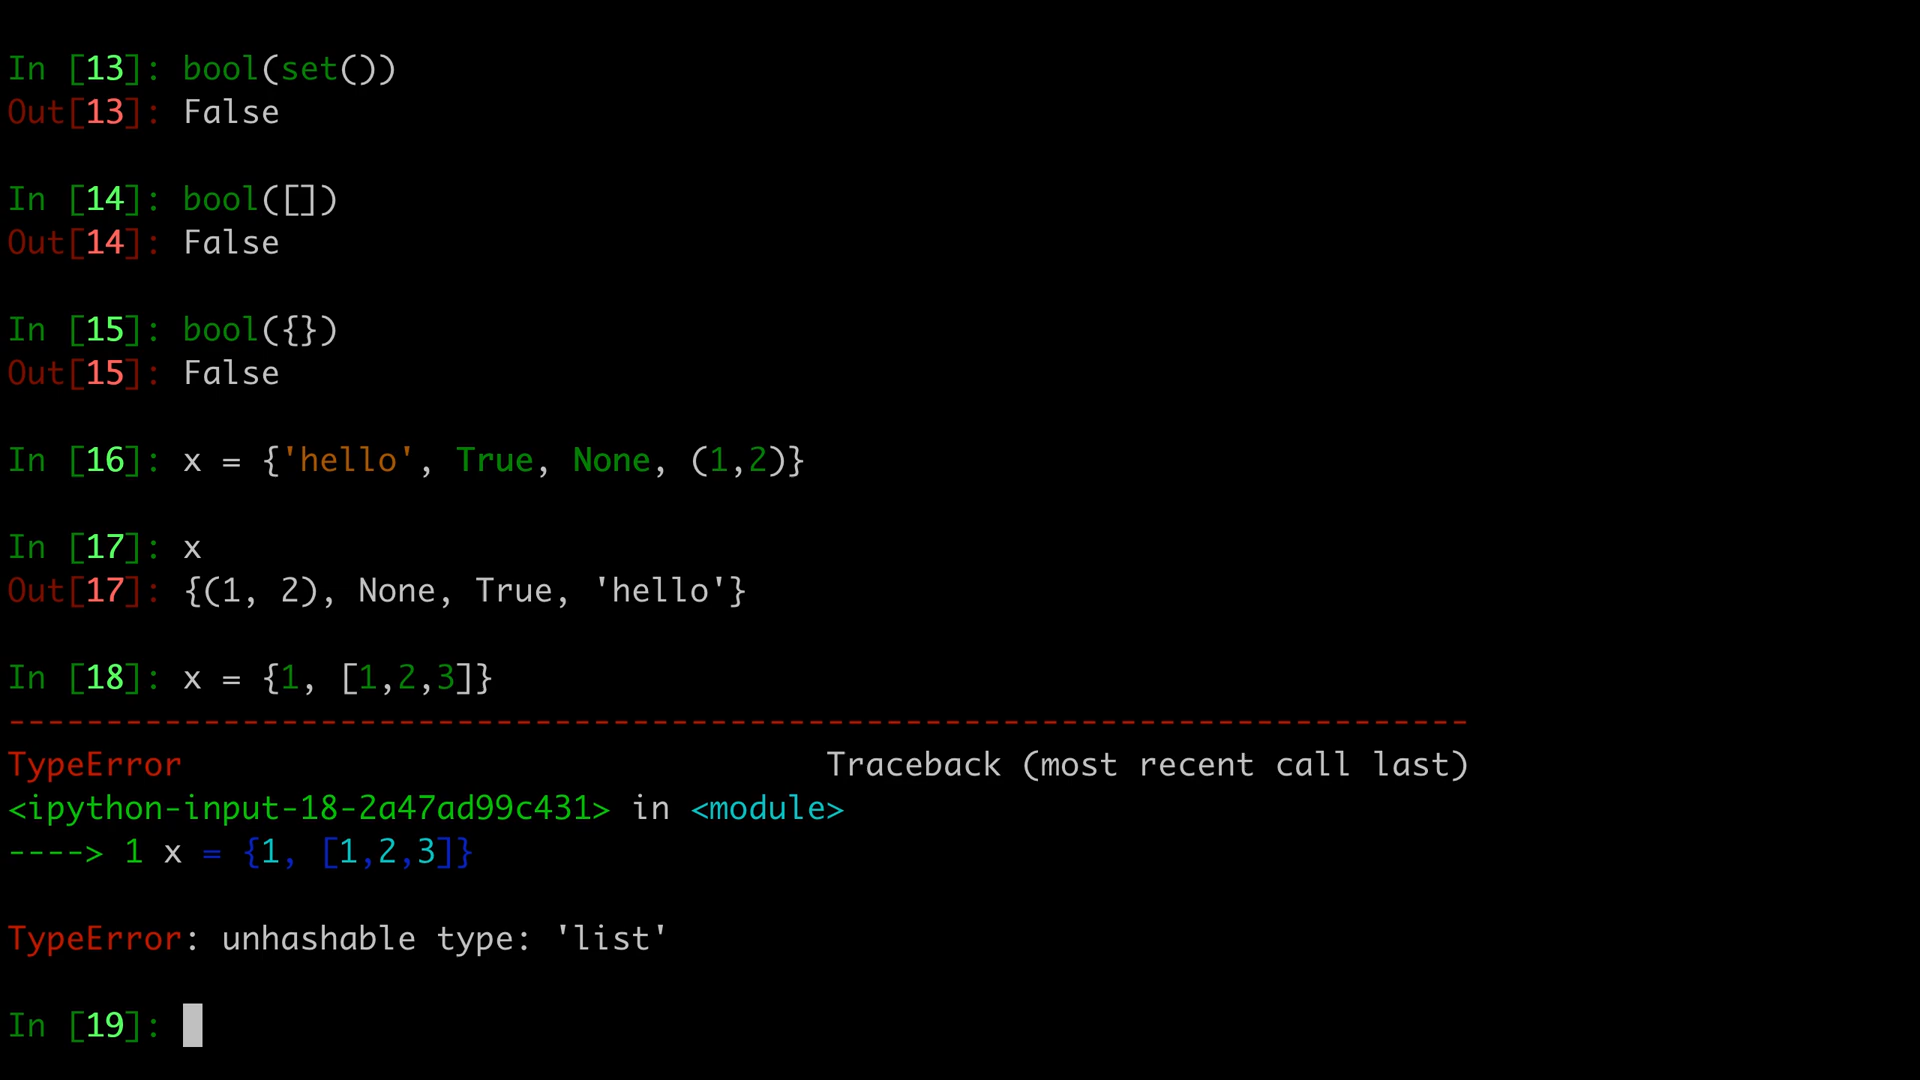 In [13]: bool(set())
Out[13]: False
In [14]: bool([])
Out[14]: False
In [15]: bool({})
Out[15]: False
In [16]: x = {'hello', True, None, (1,2)}
In [17]: x
Out[17]: {(1, 2), None, True, 'hello'}
In [18]: x = {1, [1,2,3]}
---------------------------------------------------------------------------
TypeError                                 Traceback (most recent call last)
<ipython-input-18-2a47ad99c431> in <module>
----> 1 x = {1, [1,2,3]}
TypeError: unhashable type: 'list'
In [19]: